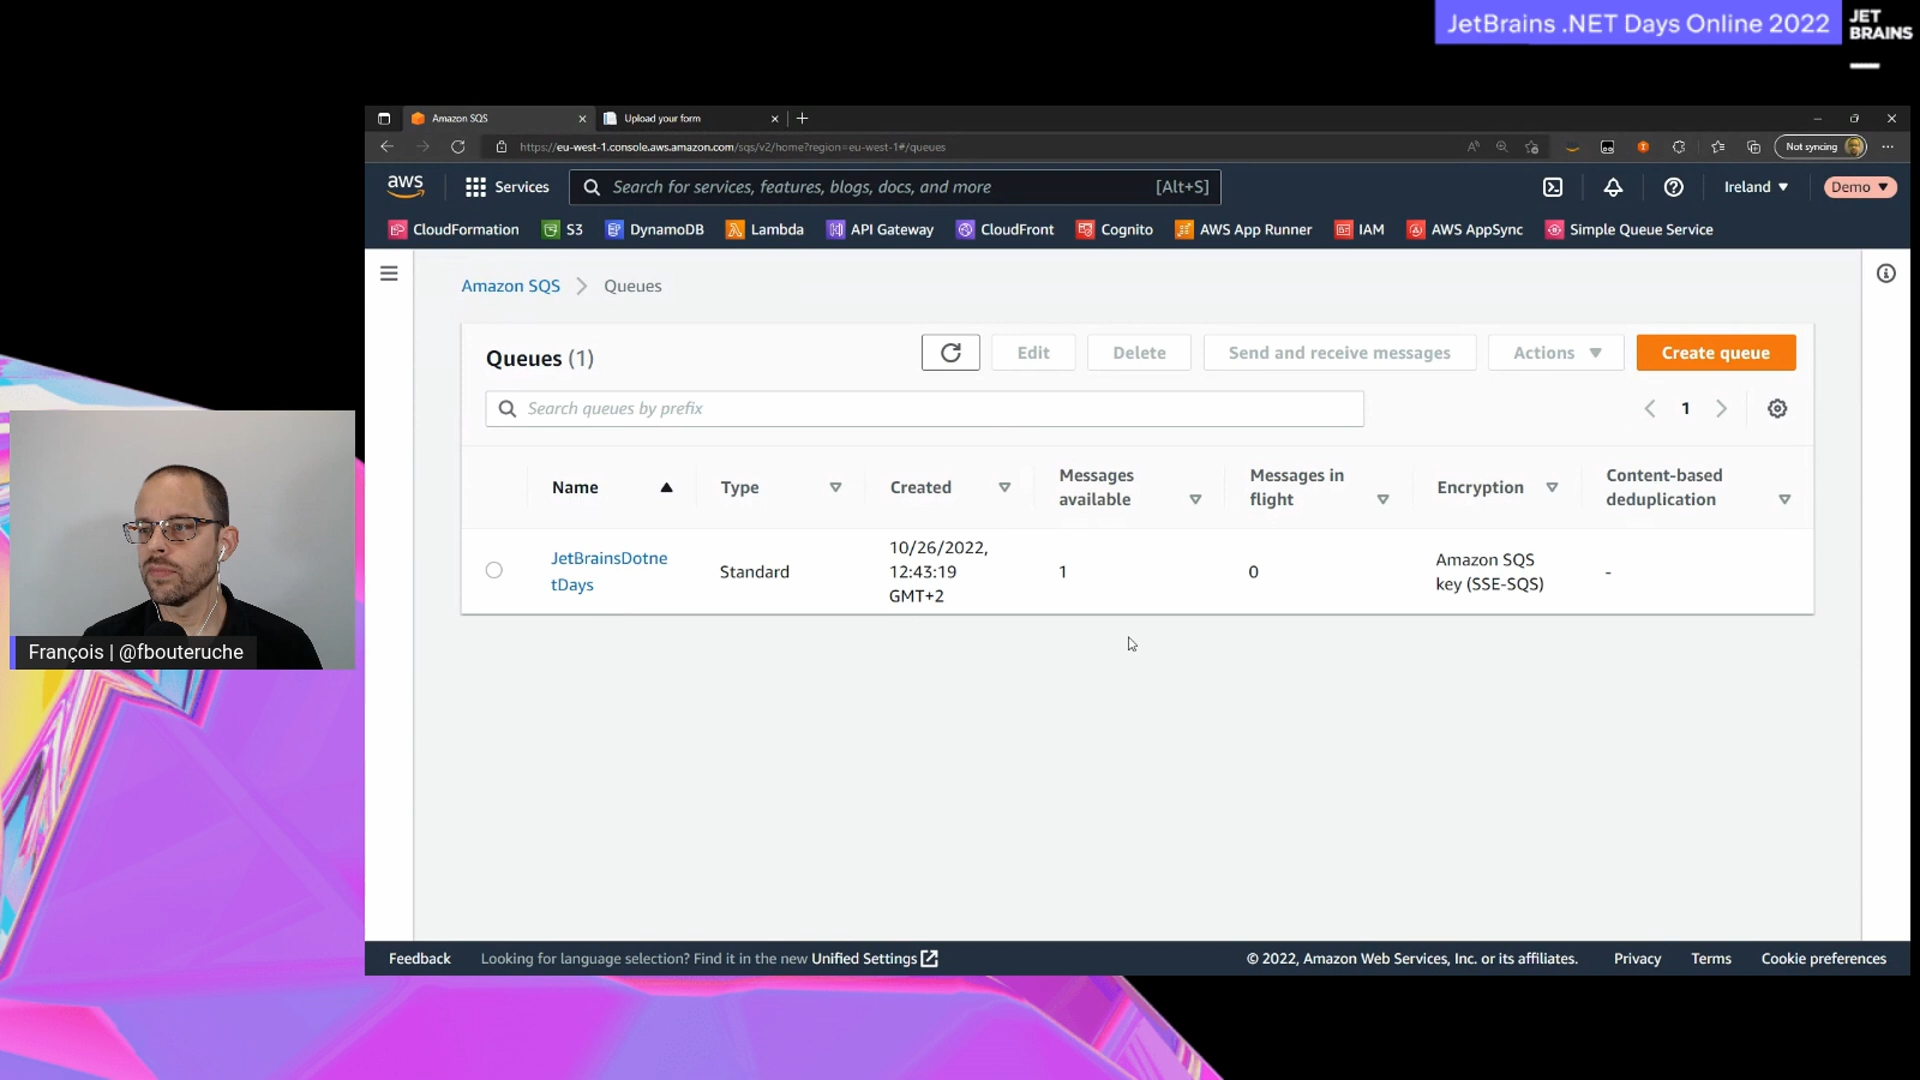 JetBrains .NET Days Online 2022
JET
BRAINS
Amazon SQS
Upload your form
https://eu-west-1.console.aws.amazon.com/sqs/v2/home?region=eu-west-1#/queues
Not syncing
aws
Services
Search for services, features, blogs, docs, and more
[Alt+S]
Ireland
Demo
CloudFormation
S3
DynamoDB
Lambda
API Gateway
CloudFront
Cognito
AWS App Runner
IAM
AWS AppSync
Simple Queue Service
Amazon SQS
Queues
Queues (1)
Edit
Delete
Send and receive messages
Actions
Create queue
Search queues by prefix
1
Name
Type
Created
Messages
available
Messages in
flight
Encryption
Content-based
deduplication
JetBrainsDotne
tDays
Standard
10/26/2022,
12:43:19
GMT+2
1
0
Amazon SQS
key (SSE-SQS)
-
François | @fbouteruche
Feedback
Looking for language selection? Find it in the new Unified Settings
© 2022, Amazon Web Services, Inc. or its affiliates.
Privacy
Terms
Cookie preferences